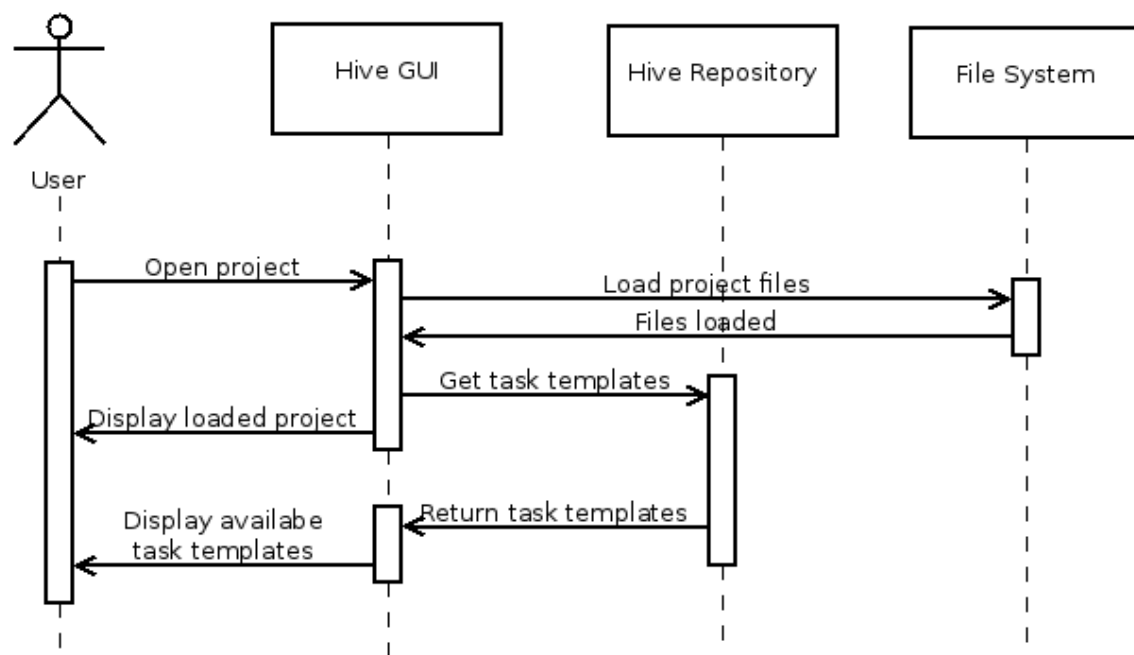 Hive GUI
Hive Repository
File System
User
Open project
Load project files
Files loaded
Get task templates
Display loaded project
Return task templates
Display availabe
task templates